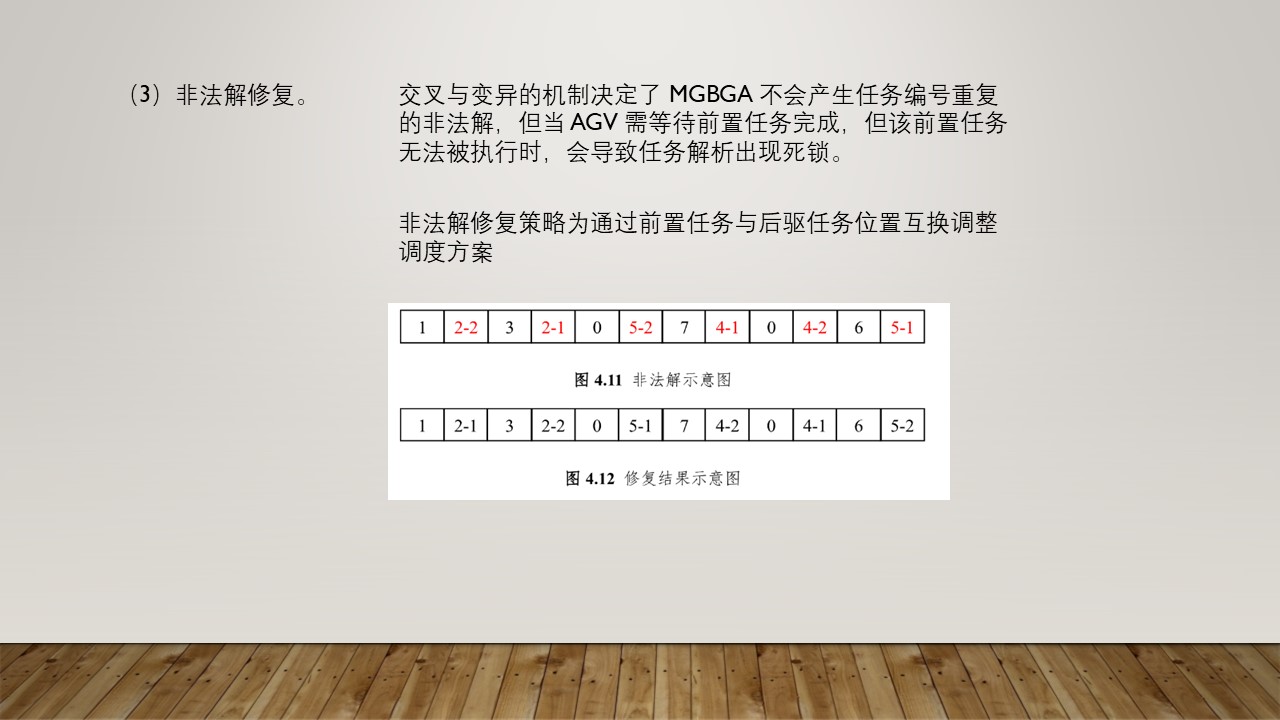 （3）非法解修复。
交叉与变异的机制决定了 MGBGA 不会产生任务编号重复
的非法解，但当 AGV 需等待前置任务完成，但该前置任务
无法被执行时，会导致任务解析出现死锁。
非法解修复策略为通过前置任务与后驱任务位置互换调整
调度方案
1 2-2 3 2-1 0 5-2 7 4-1 0 4-2 6 5-1
图 4.11 非法解示意图
1 2-1 3 2-2 0 5-1 7 4-2 0 4-1 6 5-2
图 4.12 修复结果示意图